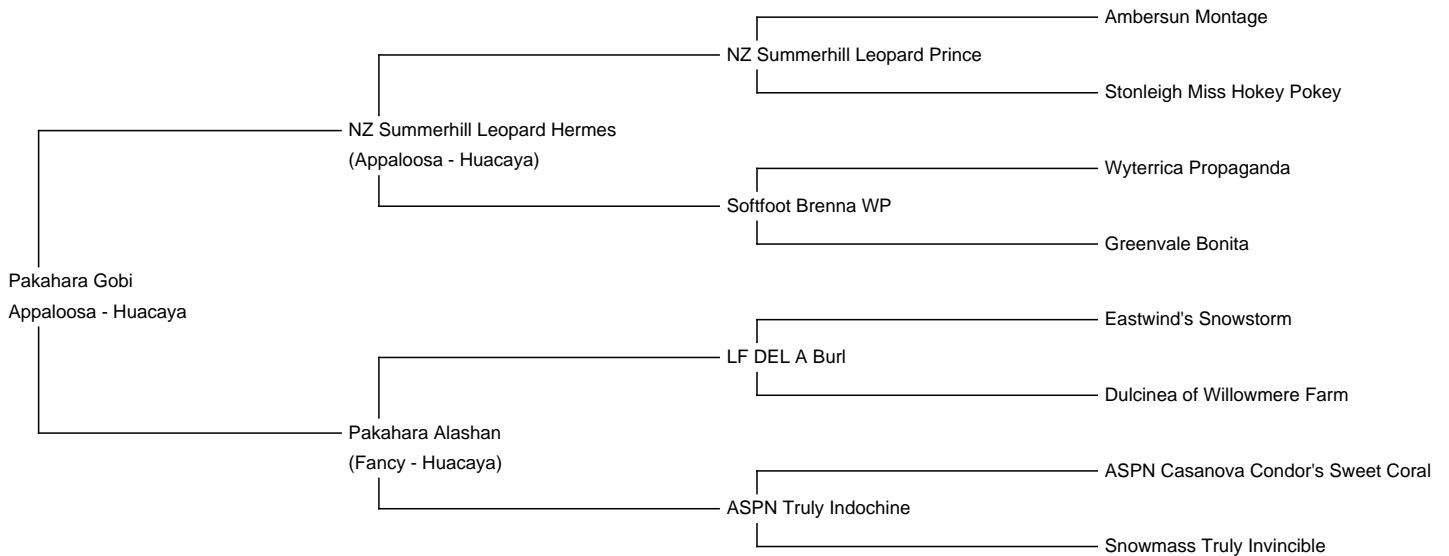 Ambersun Montage
NZ Summerhill Leopard Prince
Stonleigh Miss Hokey Pokey
NZ Summerhill Leopard Hermes
(Appaloosa - Huacaya)
Wyterrica Propaganda
Softfoot Brenna WP
Greenvale Bonita
Pakahara Gobi
Appaloosa - Huacaya
Eastwind's Snowstorm
LF DEL A Burl
Dulcinea of Willowmere Farm
Pakahara Alashan
(Fancy - Huacaya)
ASPN Casanova Condor's Sweet Coral
ASPN Truly Indochine
Snowmass Truly Invincible